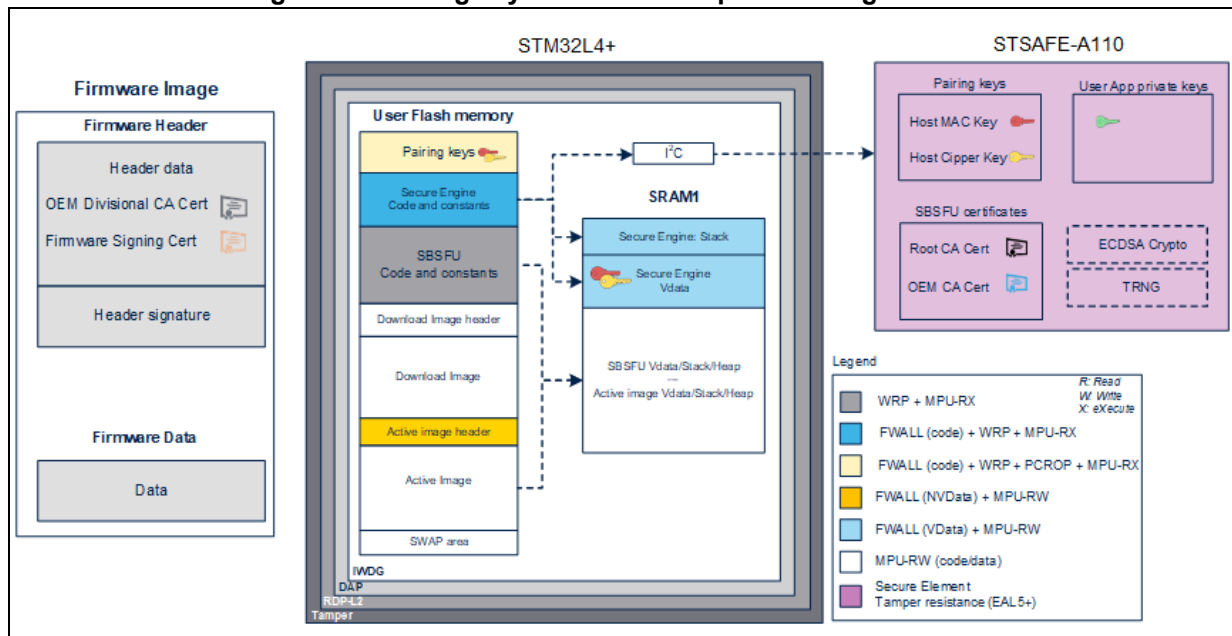 STM32L4+
STSAFE-A110
Firmware Image
Firmware Header
Header data
OEM Divisional CA Cert
Firmware Signing Cert
Header signature
Firmware Data
Data
User Flash memory
Pairing keys
Secure Engine
Code and constants
SBSFU
Code and constants
Download Image header
Download Image
Active image header
Active Image
SWAP area
IWDG
DAP
RDP-L2
Tamper
I²C
SRAM1
Secure Engine: Stack
Secure Engine
Vdata
SBSFU Vdata/Stack/Heap
---
Active image Vdata/Stack/Heap
Pairing keys
Host MAC Key
Host Cipper Key
User App private keys
SBSFU certificates
Root CA Cert
OEM CA Cert
ECDSA Crypto
TRNG
Legend
R: Read
W: Write
X: eXecute
WRP + MPU-RX
FWALL (code) + WRP + MPU-RX
FWALL (code) + WRP + PCROP + MPU-RX
FWALL (NVData) + MPU-RW
FWALL (VData) + MPU-RW
MPU-RW (code/data)
Secure Element
Tamper resistance (EAL5+)